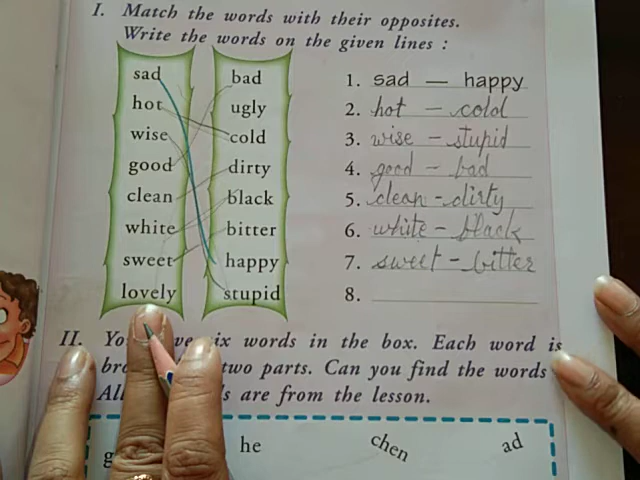 I. Match the words with their opposites.
Write the words on the given lines :
sad bad
hot ugly
wise cold
good dirty
clean black
white bitter
sweet happy
lovely stupid
1. sad — happy
2. hot - cold
3. wise - stupid
4. good - bad
5. clean - dirty
6. white - black
7. sweet - bitter
8.
II. You ve ix words in the box. Each word is
bro two parts. Can you find the words
All s are from the lesson.
g he chen ad